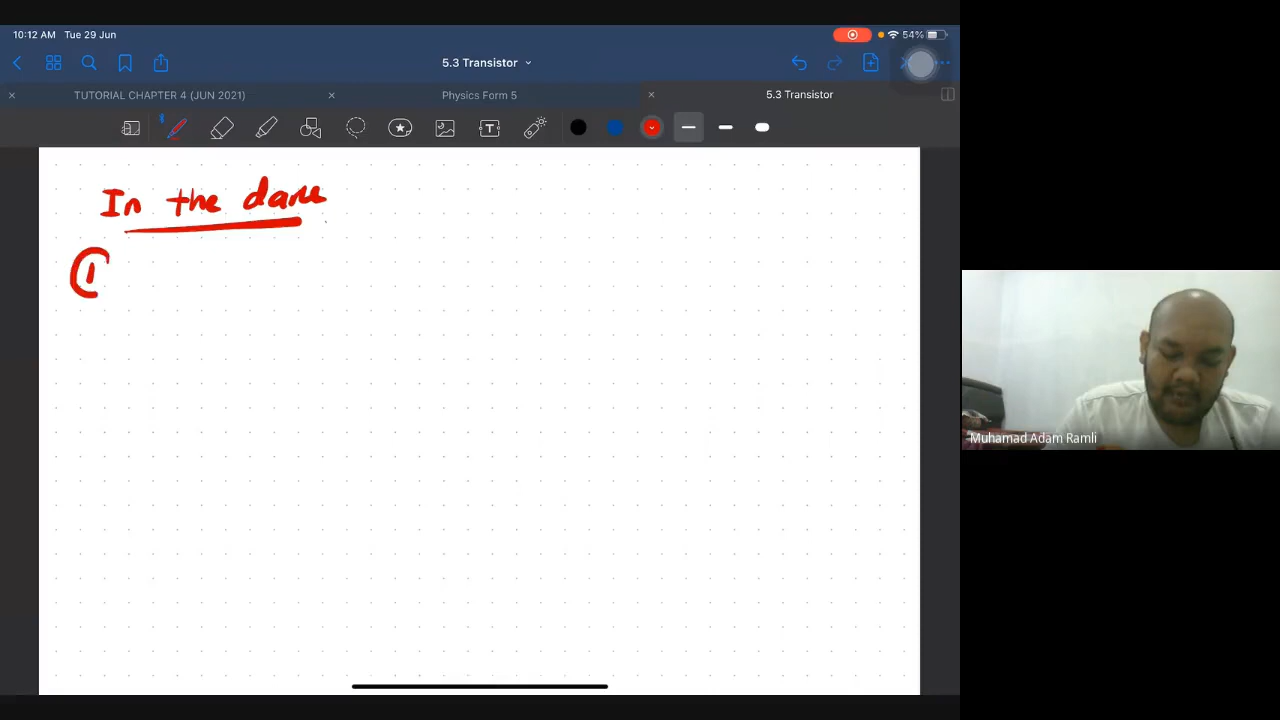 10:12 AM Tue 29 Jun
54%
5.3 Transistor
TUTORIAL CHAPTER 4 (JUN 2021)
Physics Form 5
5.3 Transistor
In the dark
(1
Muhamad Adam Ramli